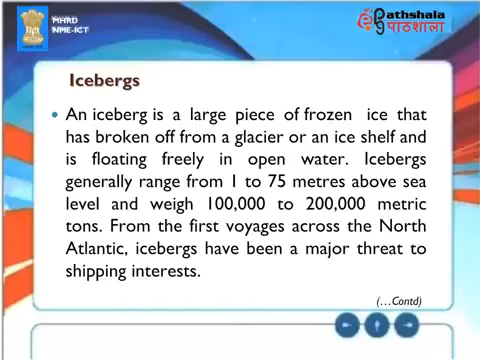 MHRD
NME-ICT
Pathshala
पाठशाला
Icebergs
• An iceberg is a large piece of frozen ice that
has broken off from a glacier or an ice shelf and
is floating freely in open water. Icebergs
generally range from 1 to 75 metres above sea
level and weigh 100,000 to 200,000 metric
tons. From the first voyages across the North
Atlantic, icebergs have been a major threat to
shipping interests.
(…Contd)